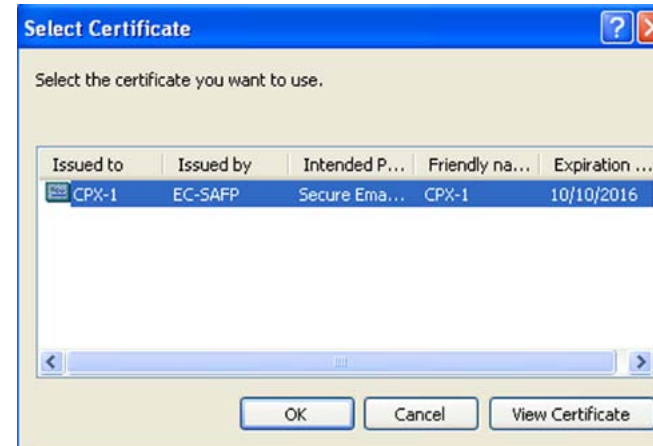 Select Certificate
Select the certificate you want to use.
Issued to Issued by Intended P... Friendly na... Expiration ...
CPX-1 EC-SAFP Secure Ema... CPX-1 10/10/2016
OK Cancel View Certificate